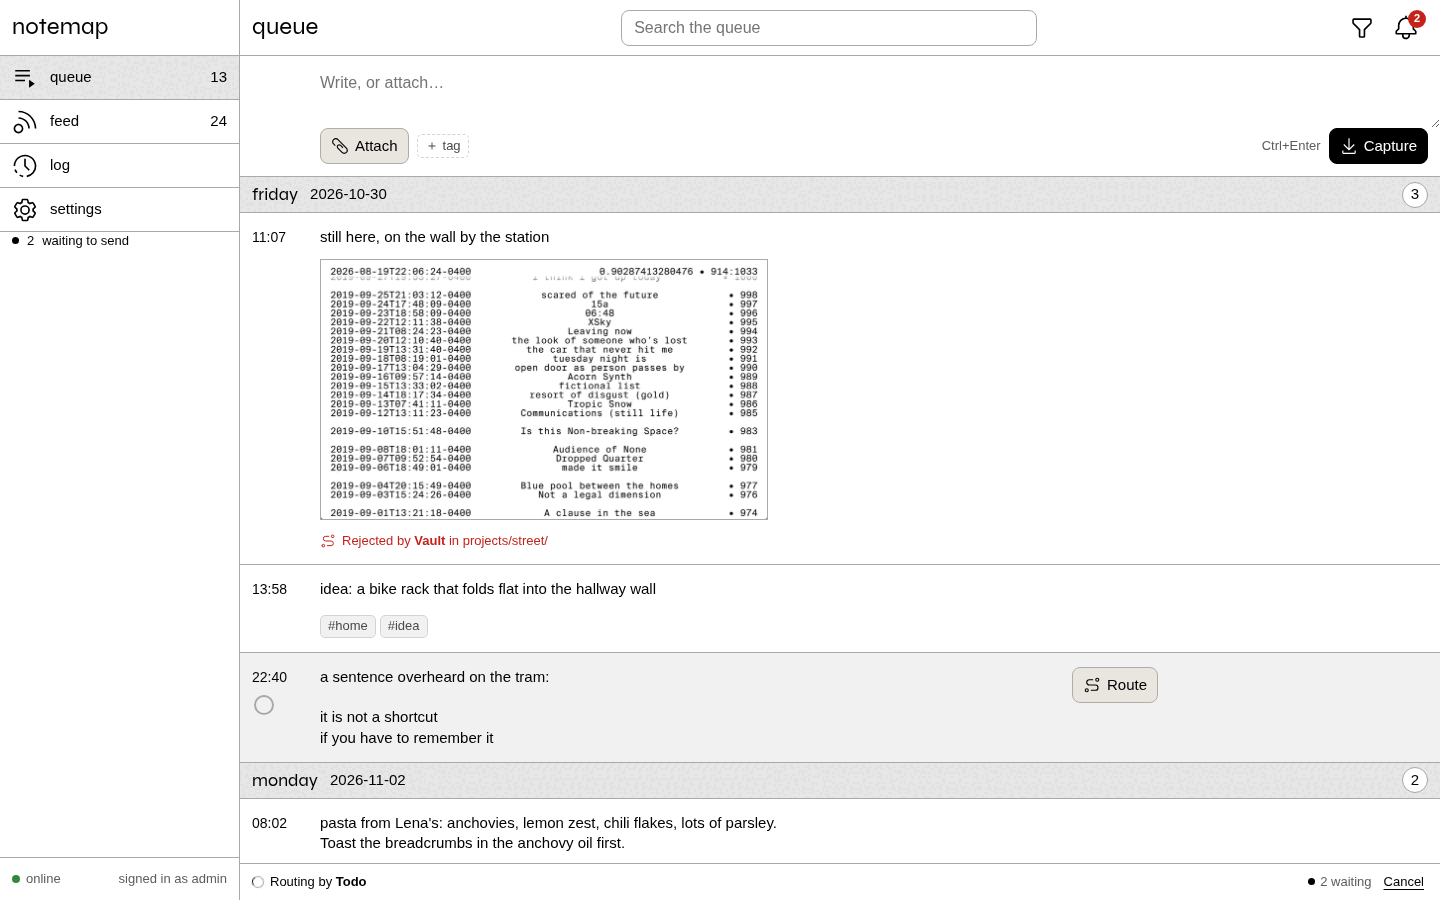 notemap
queue
Search the queue
2
queue 13
feed 24
log
settings
2 waiting to send
Write, or attach…
Attach
+ tag
Ctrl+Enter
Capture
friday 2026-10-30 3
11:07 still here, on the wall by the station
2026-08-19T22:06:24-0400 0.90287413280476 • 914:1033
2019-09-25T21:03:12-0400 scared of the future • 998
2019-09-24T17:48:09-0400 15a • 997
2019-09-23T18:58:09-0400 06:48 • 996
2019-09-22T12:11:38-0400 XSky • 995
2019-09-21T08:24:23-0400 Leaving now • 994
2019-09-20T12:10:40-0400 the look of someone who's lost • 993
2019-09-19T13:31:40-0400 the car that never hit me • 992
2019-09-18T08:19:01-0400 tuesday night is • 991
2019-09-17T13:04:29-0400 open door as person passes by • 990
2019-09-16T09:57:14-0400 Acorn Synth • 989
2019-09-15T13:33:02-0400 fictional list • 988
2019-09-14T18:17:34-0400 resort of disgust (gold) • 987
2019-09-13T07:41:11-0400 Tropic Snow • 986
2019-09-12T13:11:23-0400 Communications (still life) • 985
2019-09-10T15:51:48-0400 Is this Non-breaking Space? • 983
2019-09-08T18:01:11-0400 Audience of None • 981
2019-09-07T09:52:54-0400 Dropped Quarter • 980
2019-09-06T18:49:01-0400 made it smile • 979
2019-09-04T20:15:49-0400 Blue pool between the homes • 977
2019-09-03T15:24:26-0400 Not a legal dimension • 976
2019-09-01T13:21:18-0400 A clause in the sea • 974
Rejected by Vault in projects/street/
13:58 idea: a bike rack that folds flat into the hallway wall
#home #idea
22:40 a sentence overheard on the tram:
Route
it is not a shortcut
if you have to remember it
monday 2026-11-02 2
08:02 pasta from Lena's: anchovies, lemon zest, chili flakes, lots of parsley.
Toast the breadcrumbs in the anchovy oil first.
online signed in as admin
Routing by Todo
2 waiting Cancel